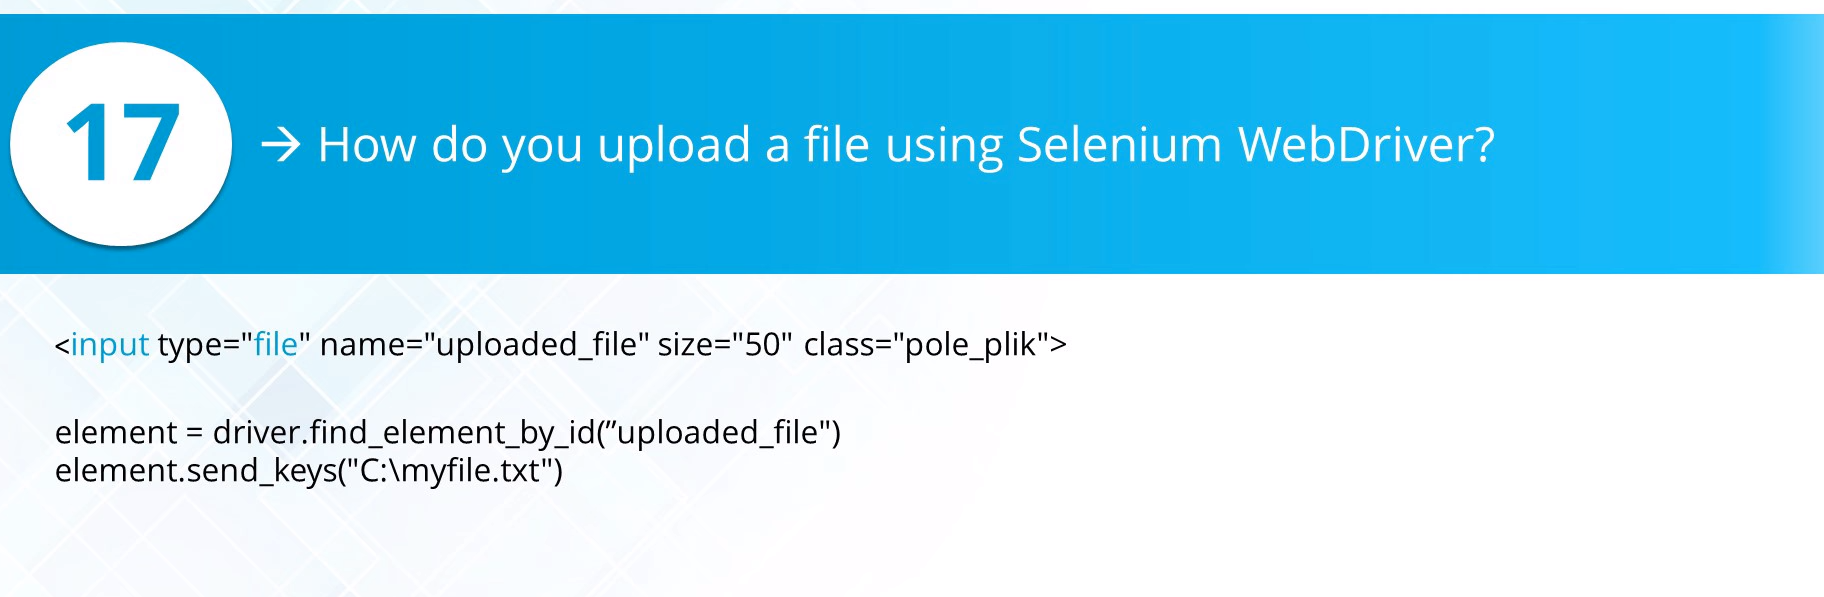 17
→ How do you upload a file using Selenium WebDriver?
<input type="file" name="uploaded_file" size="50" class="pole_plik">
element = driver.find_element_by_id(”uploaded_file")
element.send_keys("C:\myfile.txt")